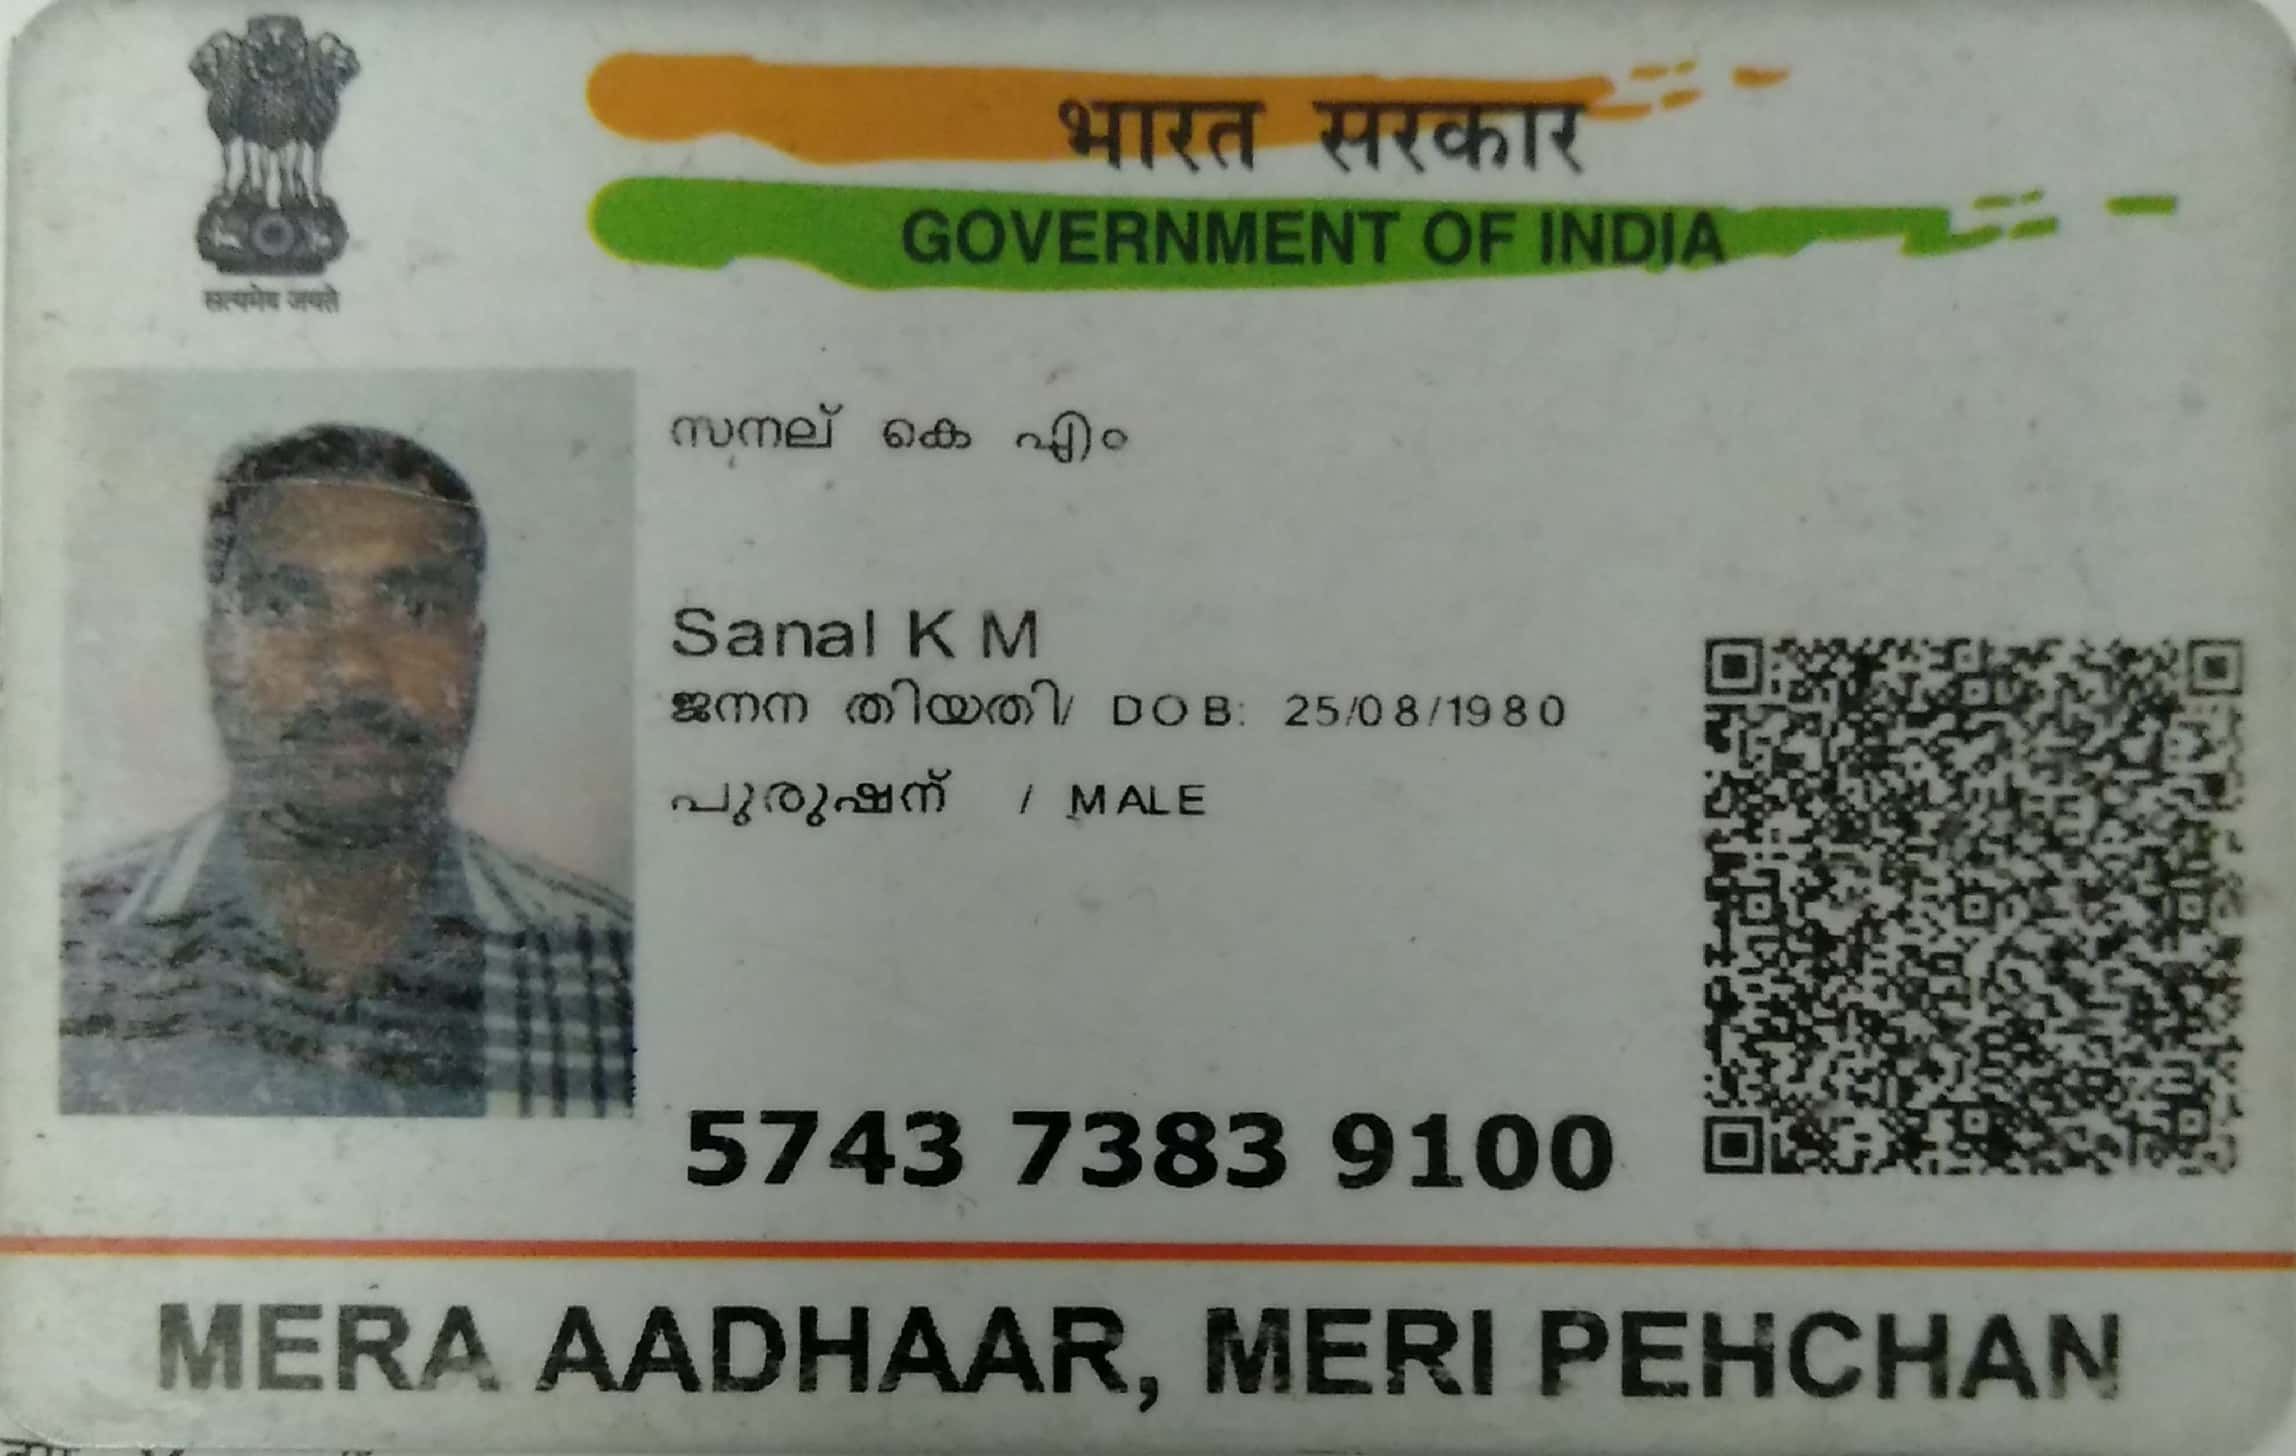 सत्यमेव जयते
भारत सरकार
GOVERNMENT OF INDIA
സനല് കെ എം
Sanal K M
ജനന തിയതി/ DOB: 25/08/1980
പുരുഷന് / MALE
5743 7383 9100
MERA AADHAAR, MERI PEHCHAN